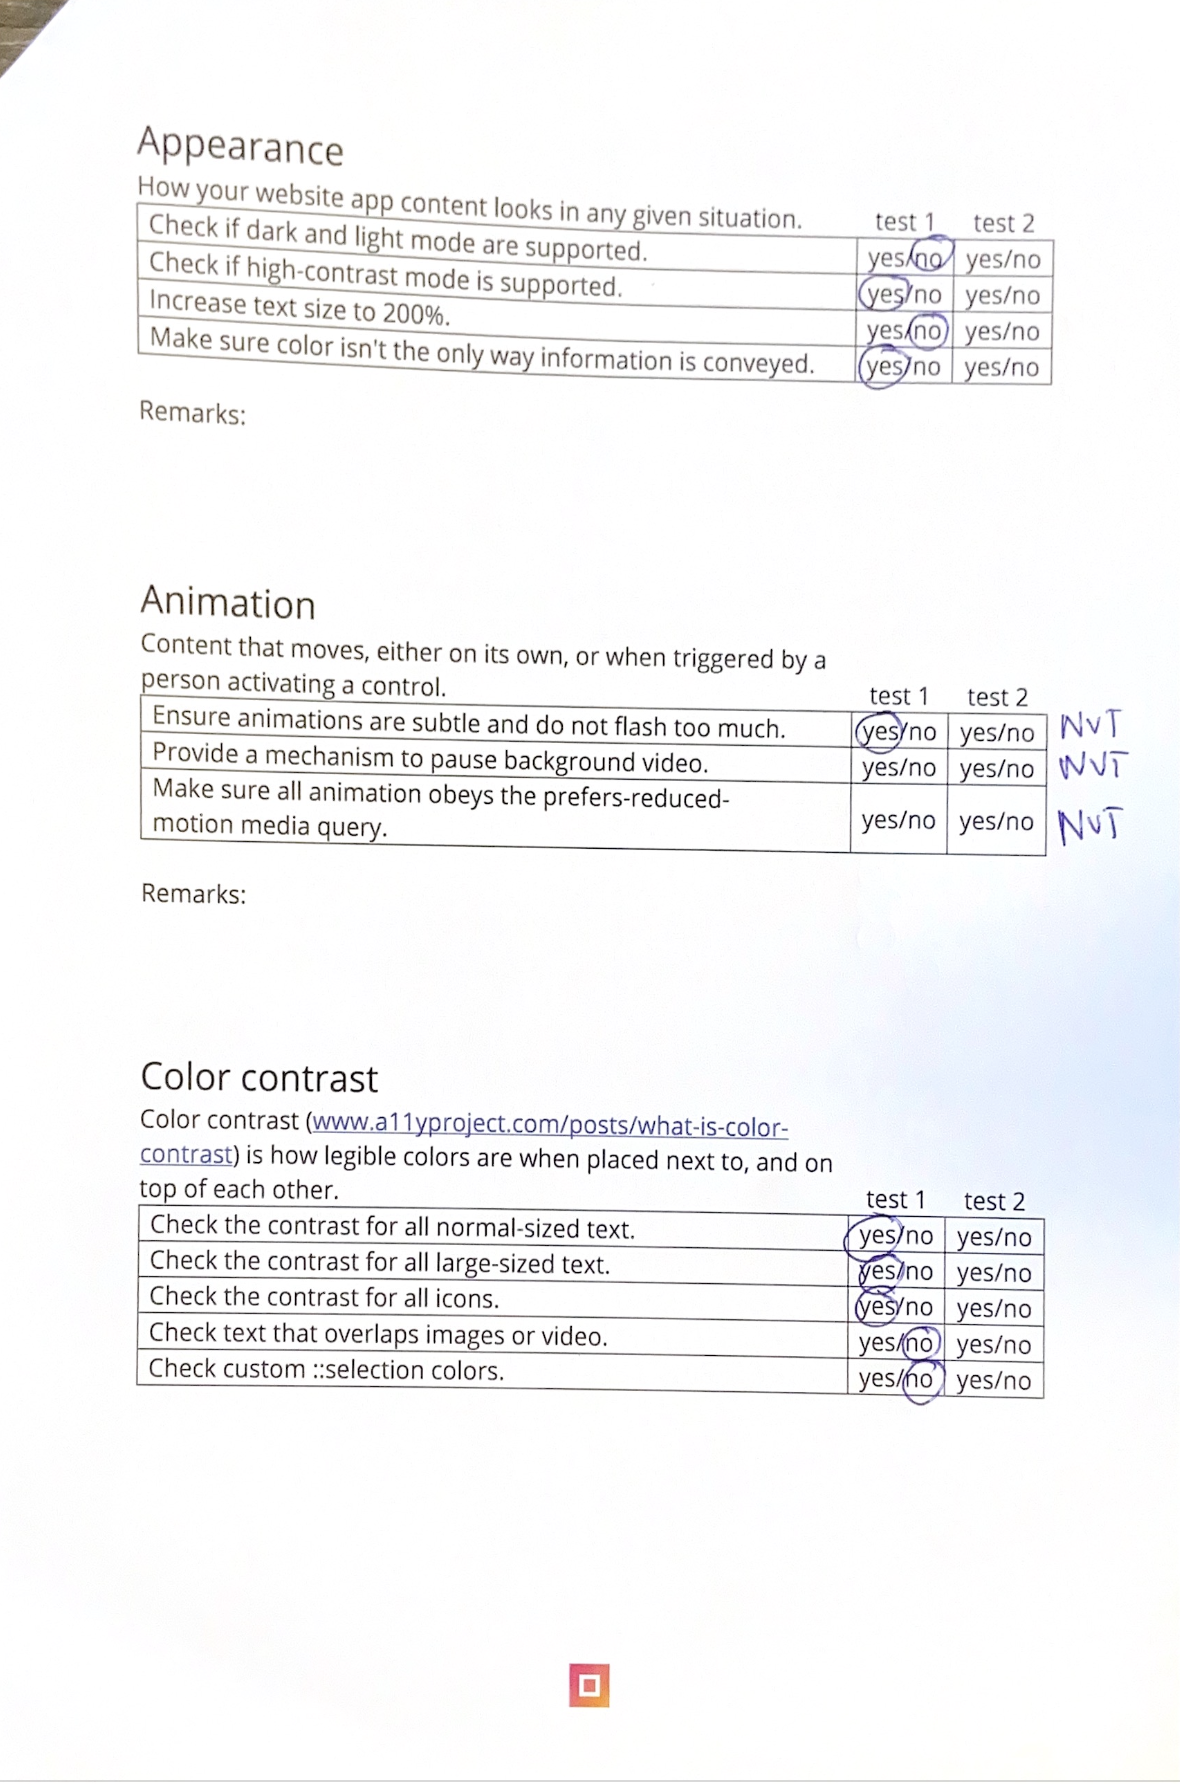 Appearance
How your website app content looks in any given situation. test 1 test 2
Check if dark and light mode are supported. yes/no yes/no
Check if high-contrast mode is supported. yes/no yes/no
Increase text size to 200%. yes/no yes/no
Make sure color isn't the only way information is conveyed. yes/no yes/no
Remarks:
Animation
Content that moves, either on its own, or when triggered by a
person activating a control. test 1 test 2
Ensure animations are subtle and do not flash too much. yes/no yes/no NVT
Provide a mechanism to pause background video. yes/no yes/no NVT
Make sure all animation obeys the prefers-reduced-
motion media query. yes/no yes/no NVT
Remarks:
Color contrast
Color contrast (www.a11yproject.com/posts/what-is-color-
contrast) is how legible colors are when placed next to, and on
top of each other. test 1 test 2
Check the contrast for all normal-sized text. yes/no yes/no
Check the contrast for all large-sized text. yes/no yes/no
Check the contrast for all icons. yes/no yes/no
Check text that overlaps images or video. yes/no yes/no
Check custom ::selection colors. yes/no yes/no